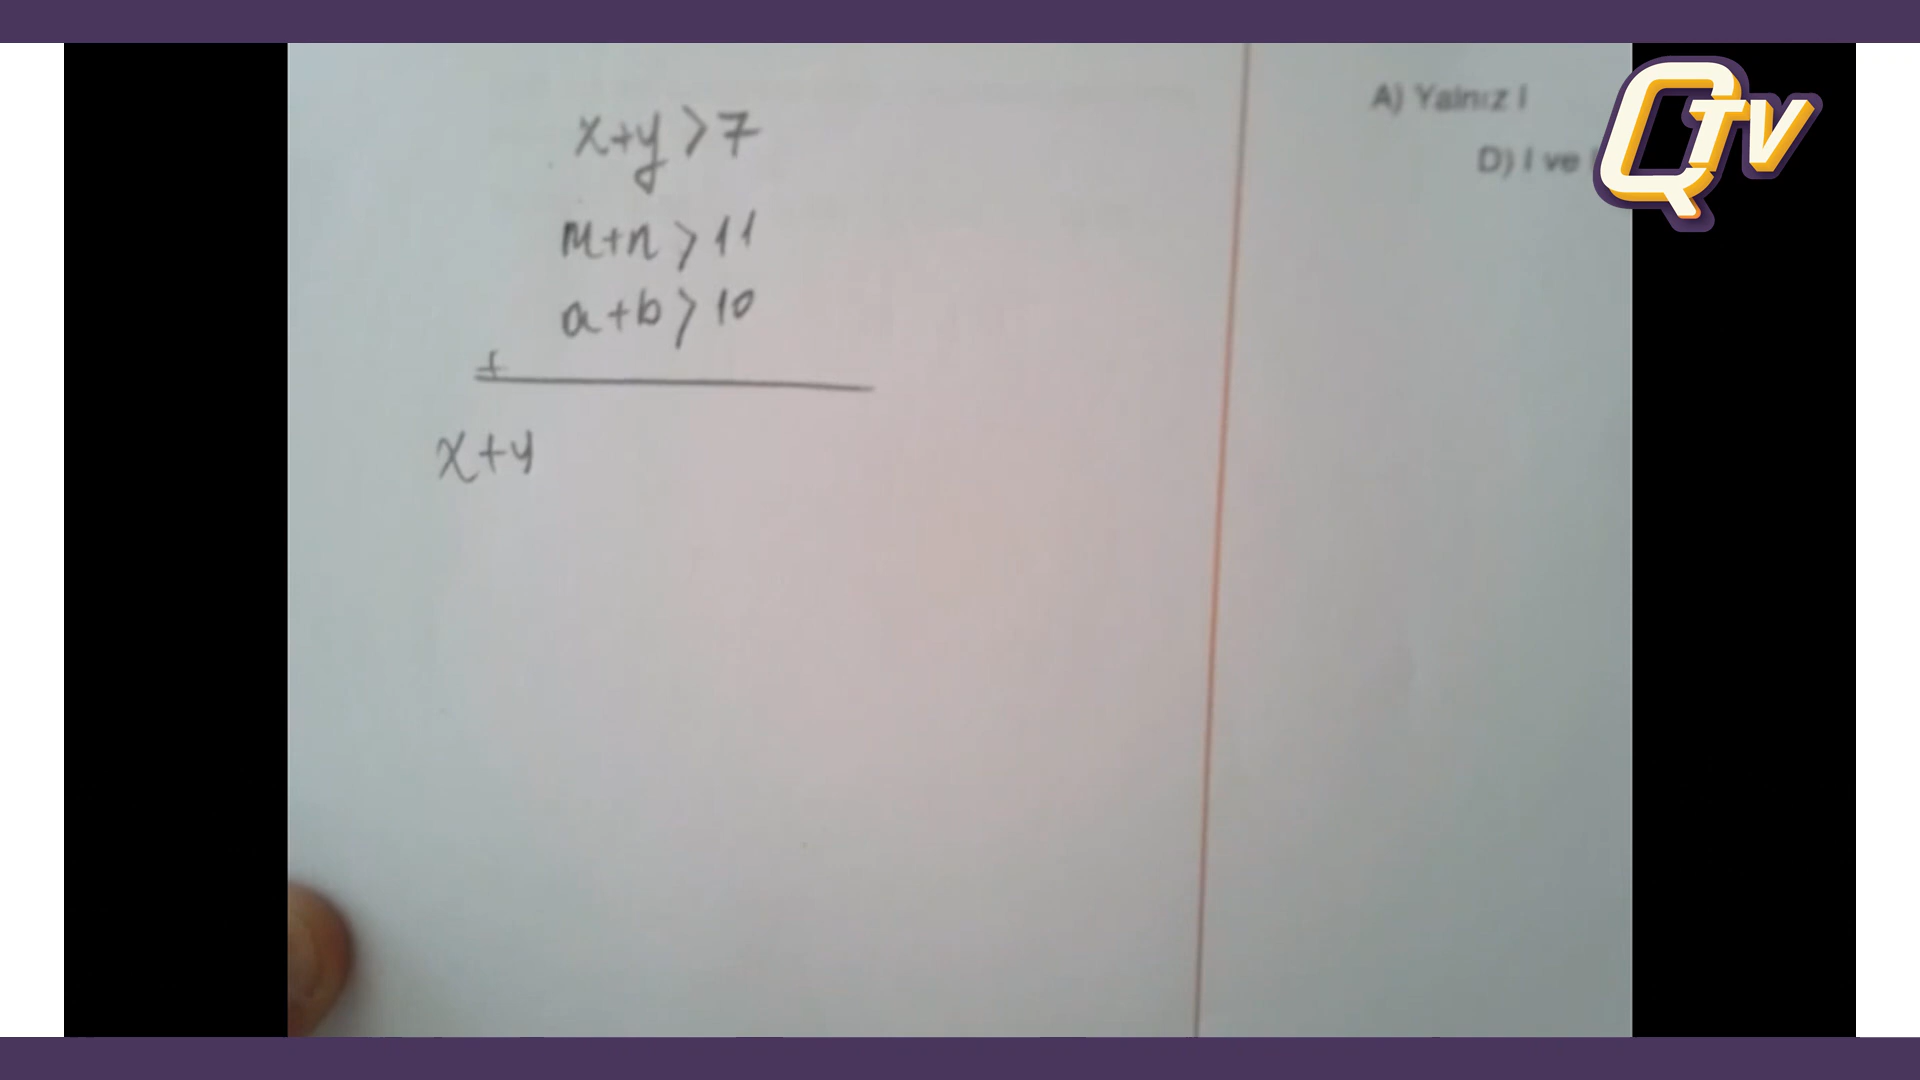 x+y>7
m+n>11
a+b>10
+
x+y
A) Yalnız I
D) I ve
QTV